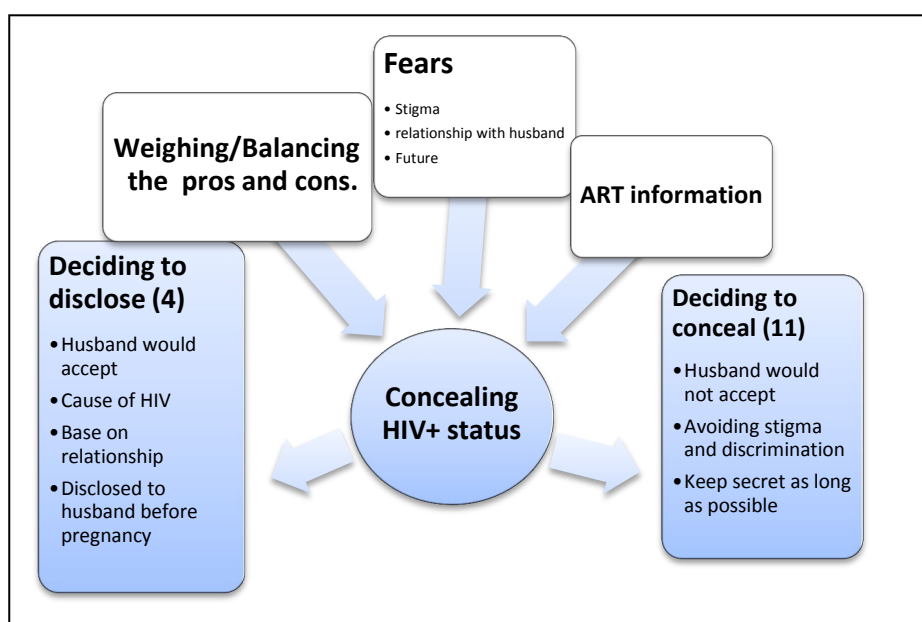 Fears
• Stigma
• relationship with husband
• Future
Weighing/Balancing
the pros and cons.
ART information
Deciding to
disclose (4)
• Husband would
accept
• Cause of HIV
• Base on
relationship
• Disclosed to
husband before
pregnancy
Concealing
HIV+ status
Deciding to
conceal (11)
• Husband would
not accept
• Avoiding stigma
and discrimination
• Keep secret as long
as possible